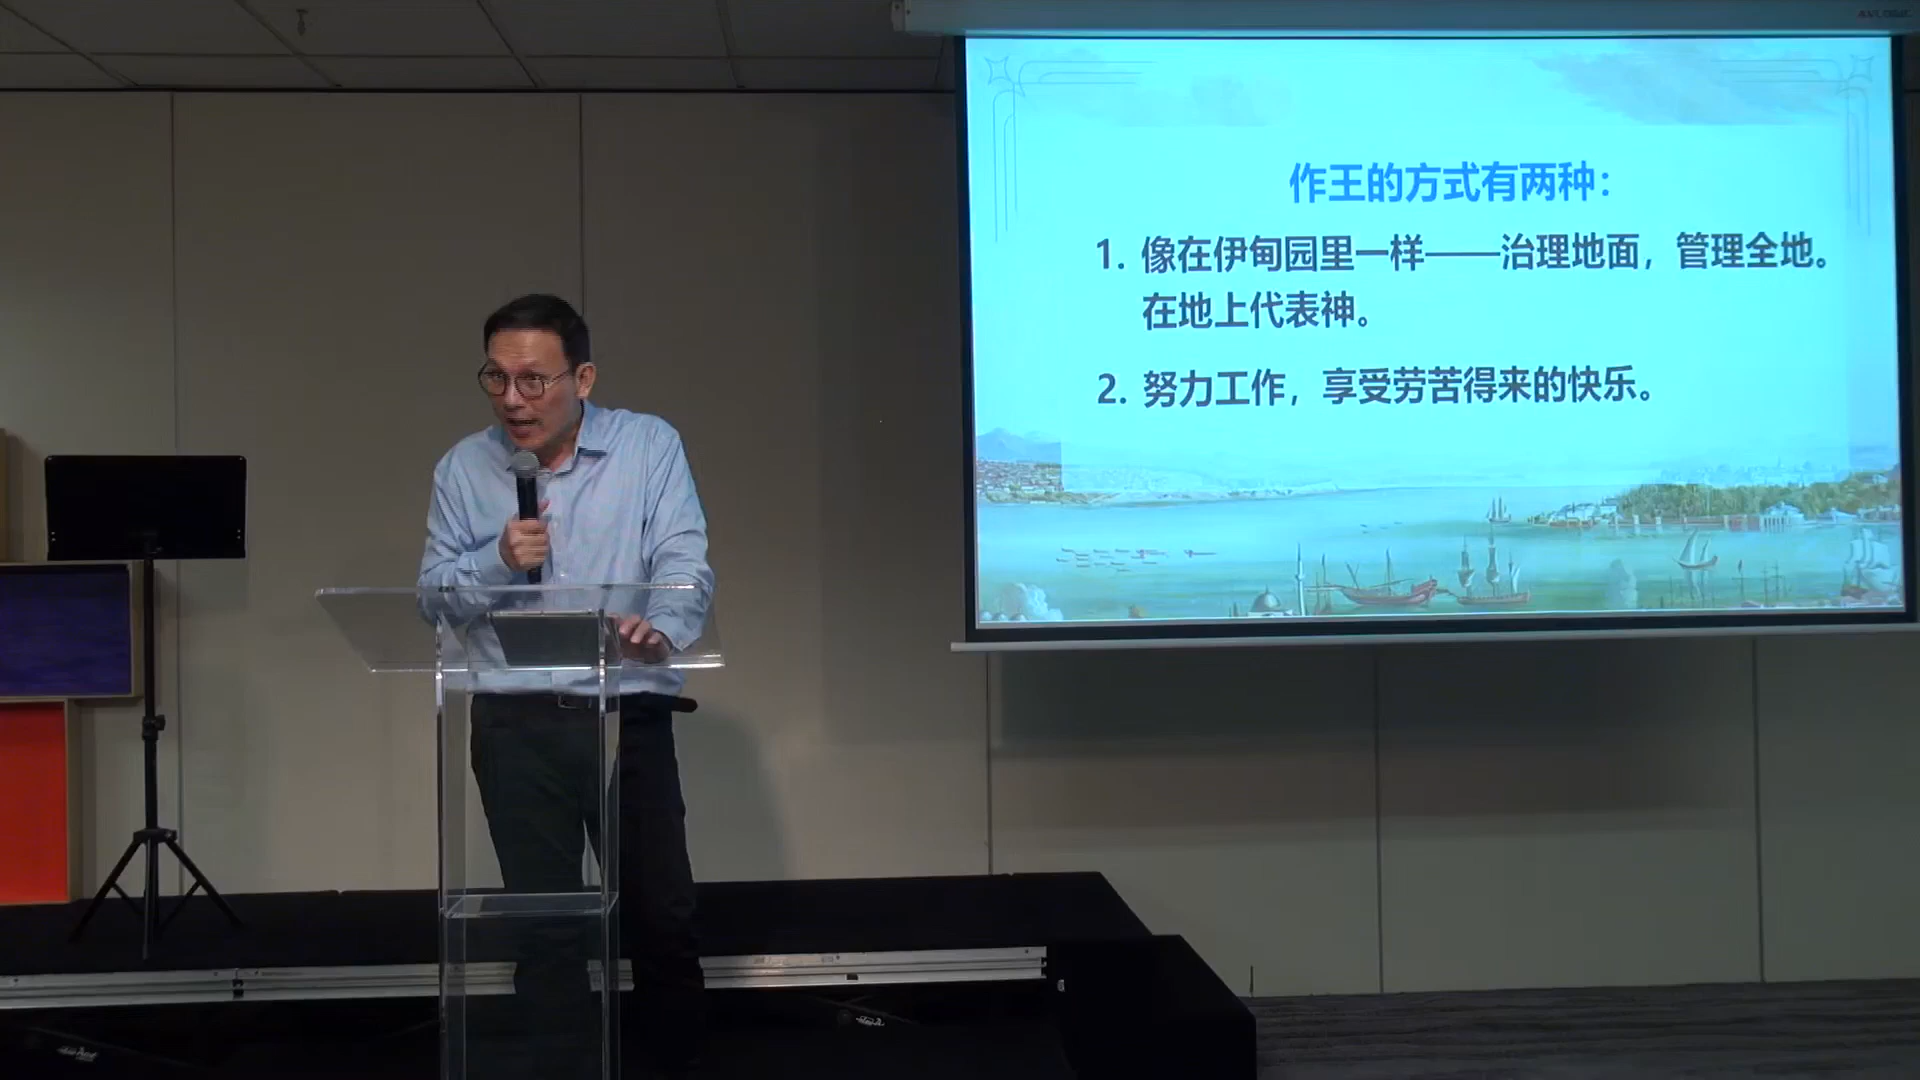 作王的方式有两种：
1. 像在伊甸园里一样——治理地面，管理全地。
在地上代表神。
2. 努力工作，享受劳苦得来的快乐。